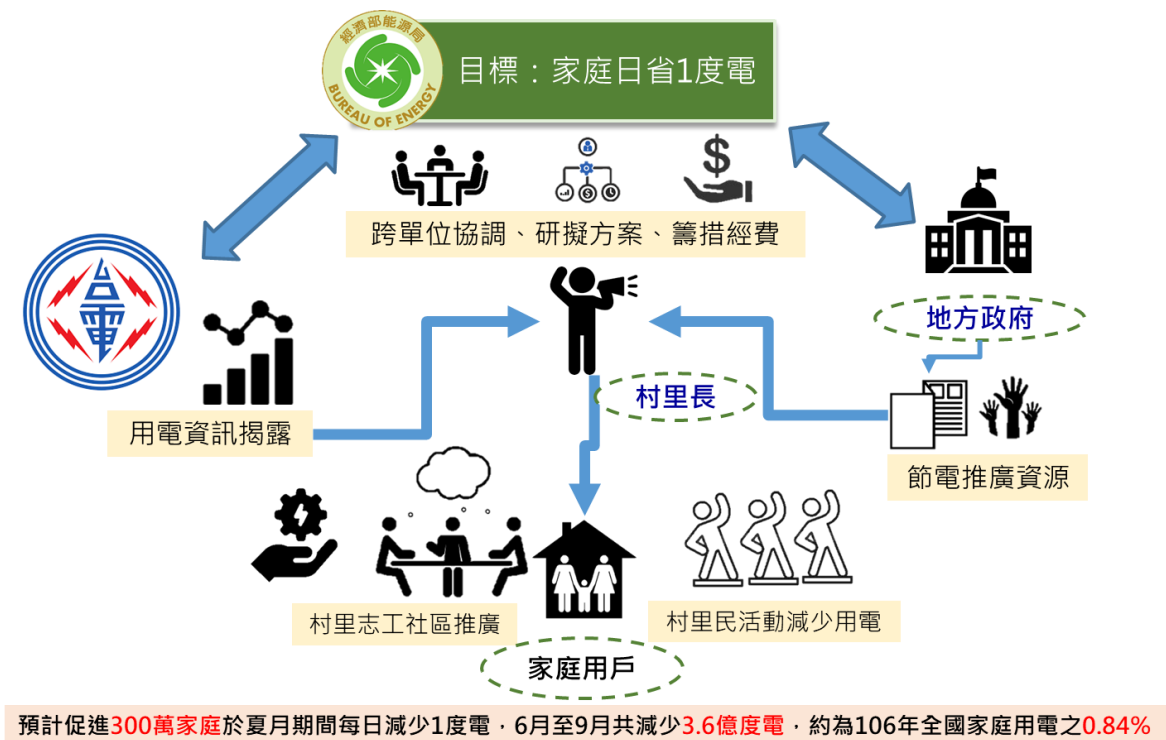 經濟部能源局
BUREAU OF ENERGY
目標：家庭日省1度電
跨單位協調、研擬方案、籌措經費
台電
用電資訊揭露
地方政府
村里長
節電推廣資源
村里志工社區推廣
村里民活動減少用電
家庭用戶
預計促進300萬家庭於夏月期間每日減少1度電，6月至9月共減少3.6億度電，約為106年全國家庭用電之0.84%